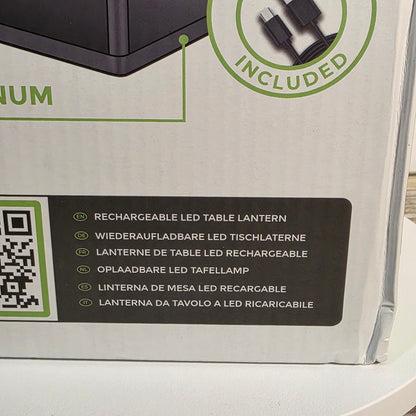 INCLUDED
NUM
EN RECHARGEABLE LED TABLE LANTERN
DE WIEDERAUFLADBARE LED TISCHLATERNE
FR LANTERNE DE TABLE LED RECHARGEABLE
NL OPLAADBARE LED TAFELLAMP
ES LINTERNA DE MESA LED RECARGABLE
IT LANTERNA DA TAVOLO A LED RICARICABILE